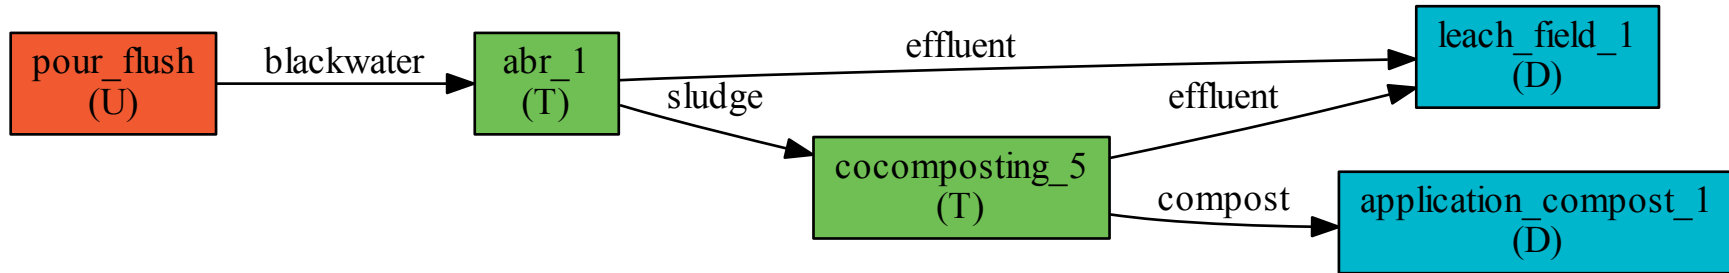 pour_flush
(U)
blackwater
abr_1
(T)
effluent
sludge
cocomposting_5
(T)
effluent
compost
leach_field_1
(D)
application_compost_1
(D)